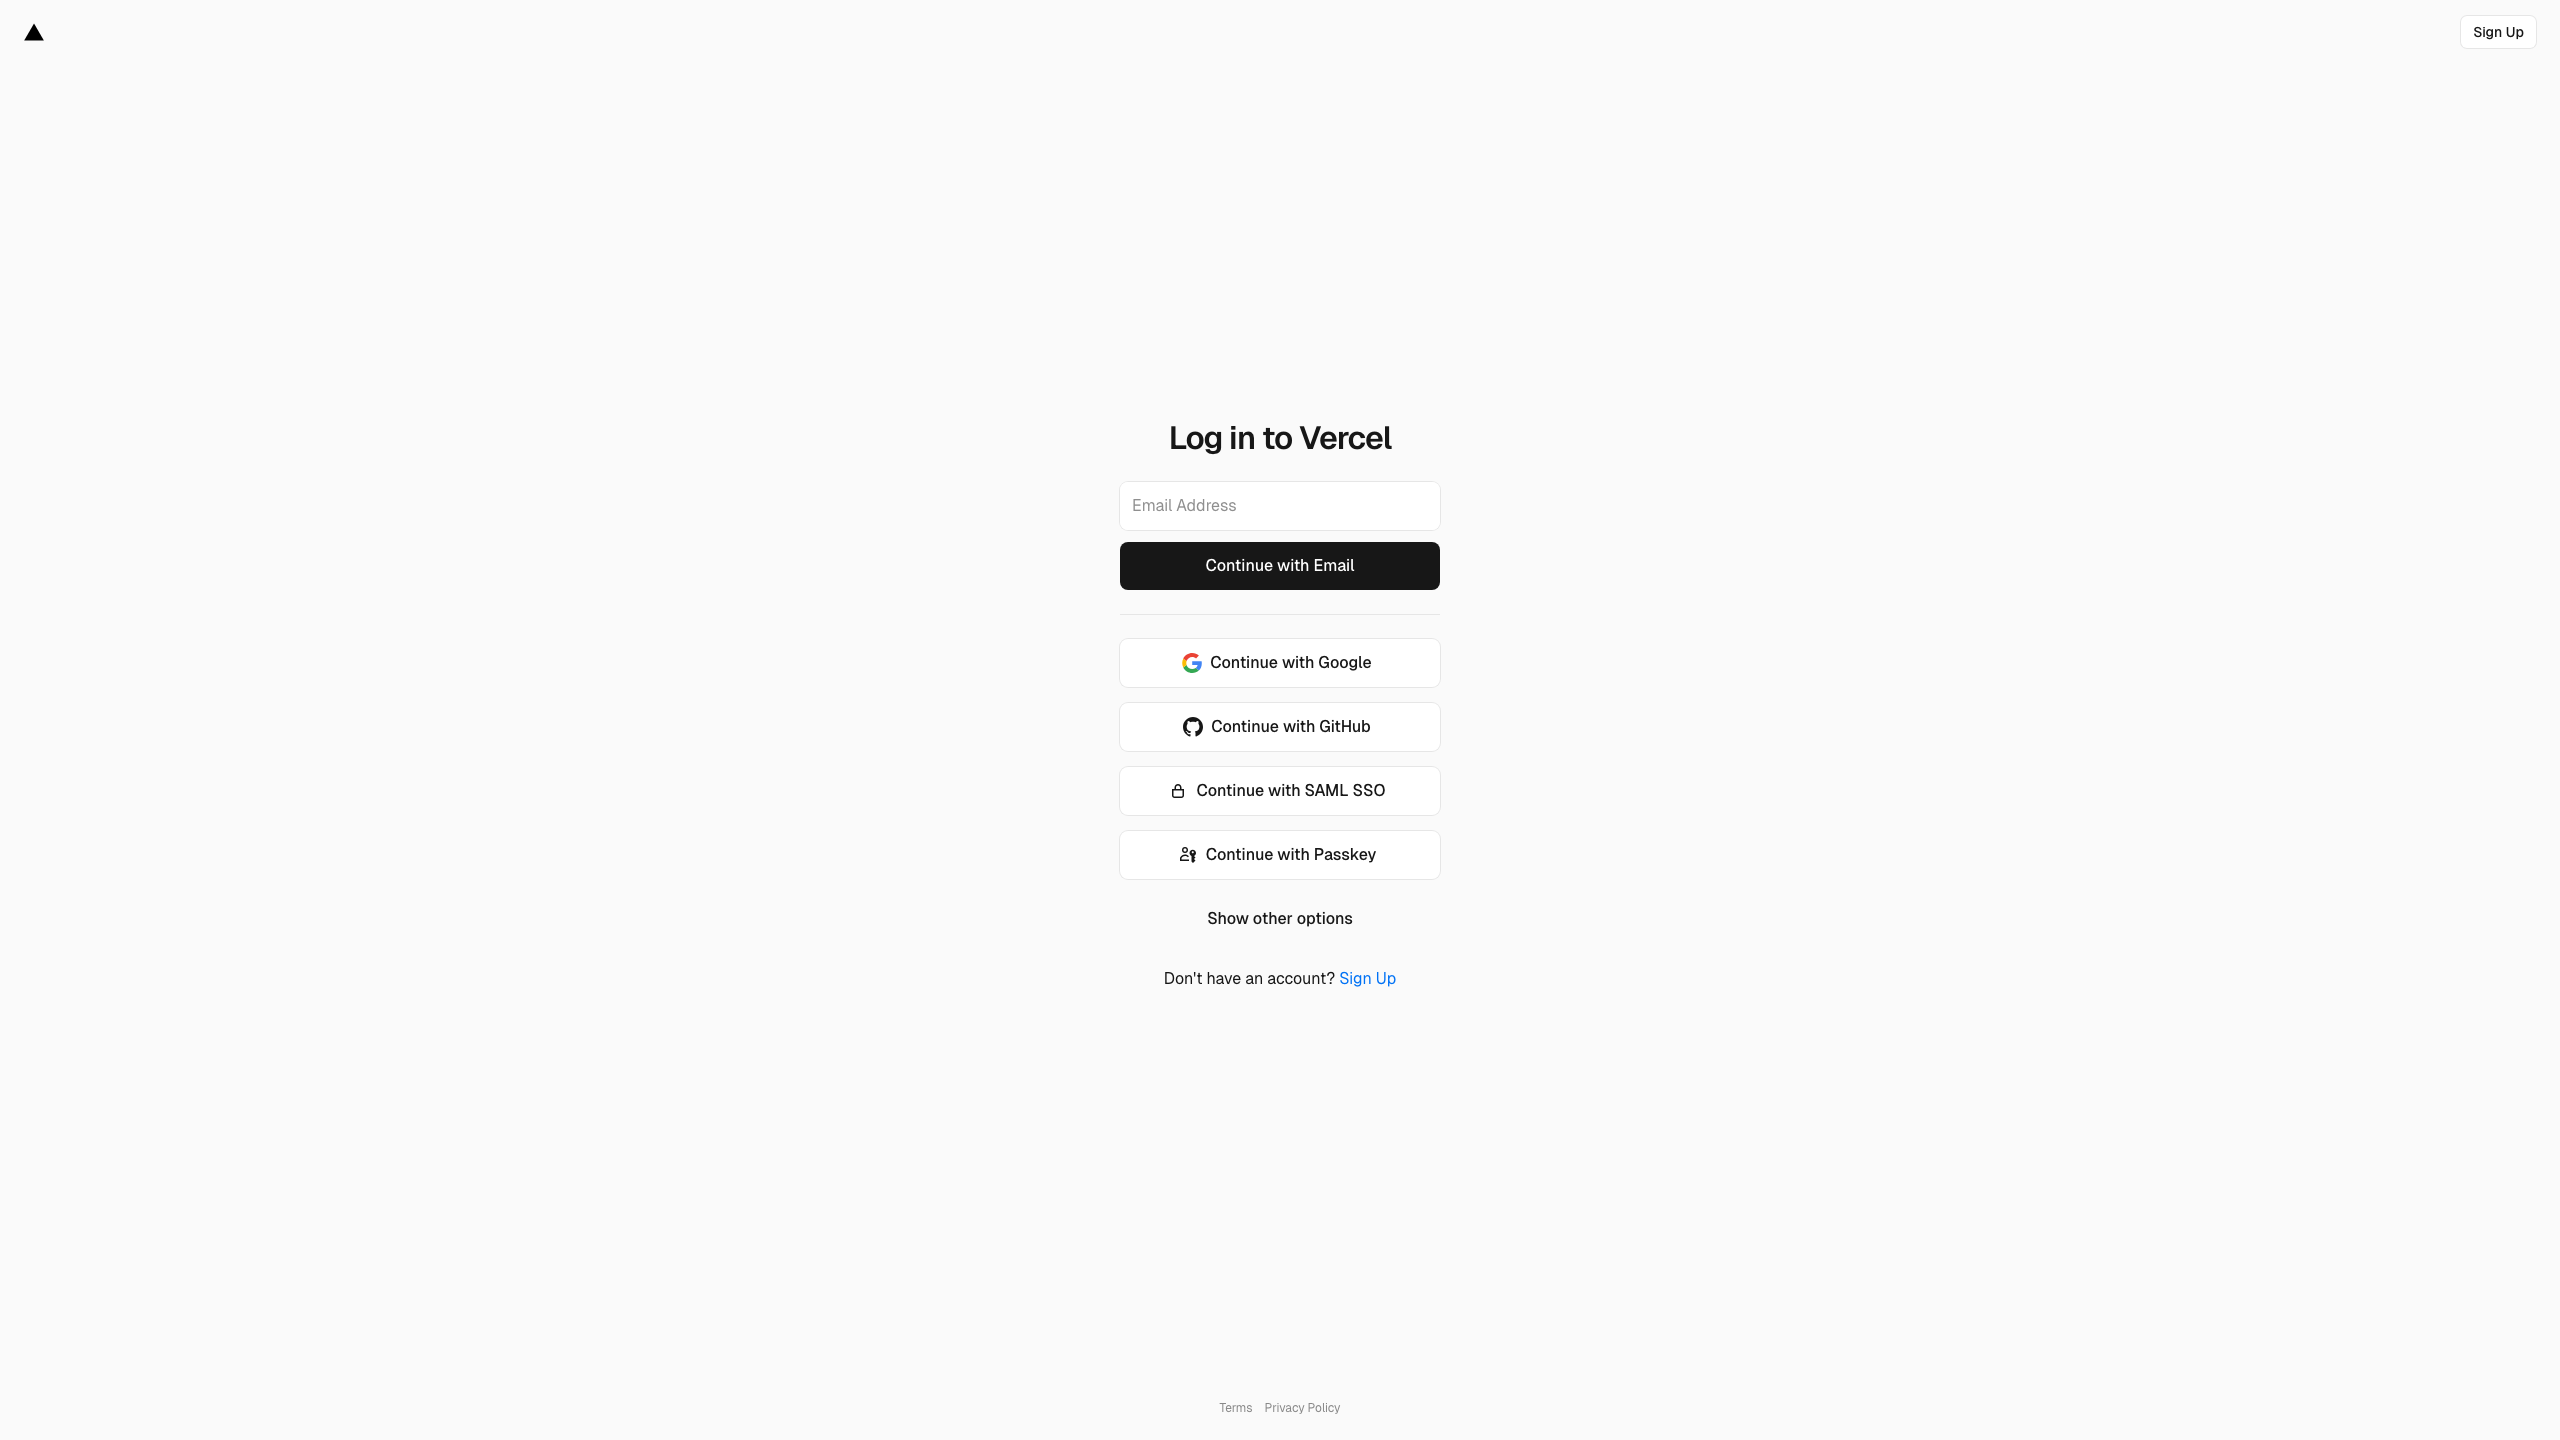 Sign Up
Log in to Vercel
Email Address
Continue with Email
Continue with Google
Continue with GitHub
Continue with SAML SSO
Continue with Passkey
Show other options
Don't have an account? Sign Up
Terms Privacy Policy